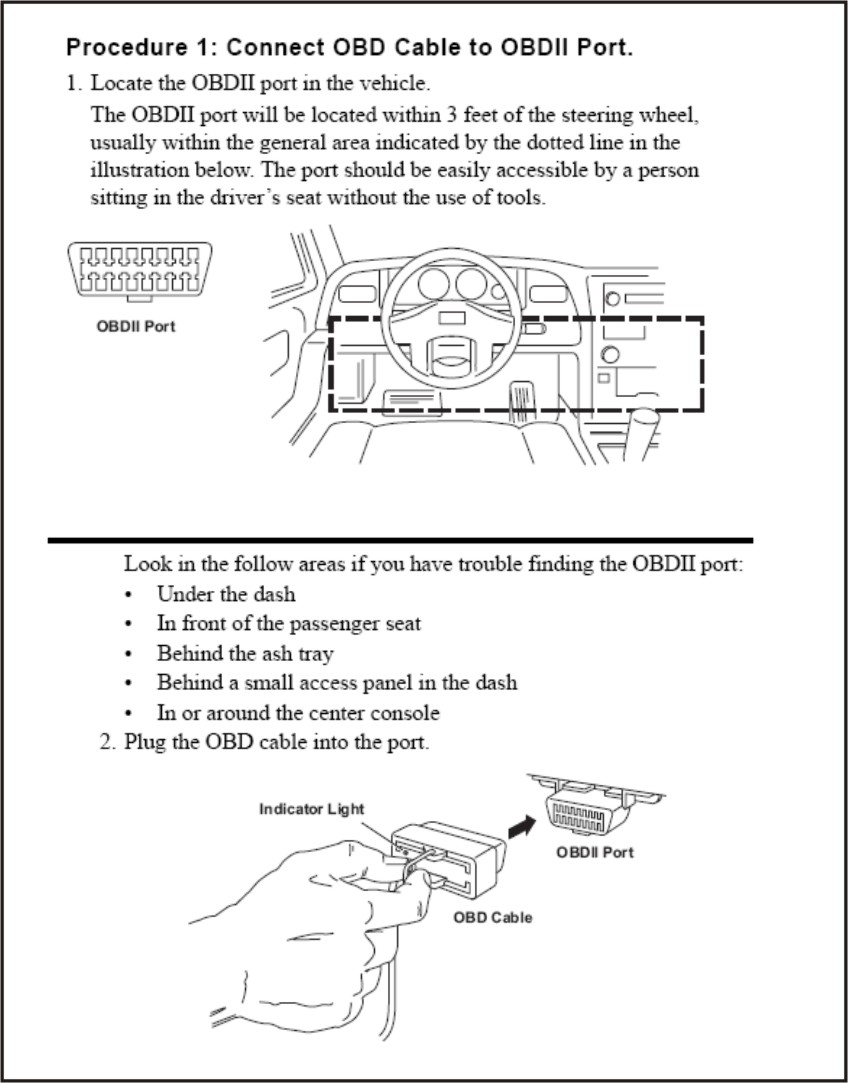 Procedure 1: Connect OBD Cable to OBDII Port.
1. Locate the OBDII port in the vehicle.
The OBDII port will be located within 3 feet of the steering wheel,
usually within the general area indicated by the dotted line in the
illustration below. The port should be easily accessible by a person
sitting in the driver's seat without the use of tools.
OBDII Port
Look in the follow areas if you have trouble finding the OBDII port:
• Under the dash
• In front of the passenger seat
• Behind the ash tray
• Behind a small access panel in the dash
• In or around the center console
2. Plug the OBD cable into the port.
Indicator Light
OBDII Port
OBD Cable